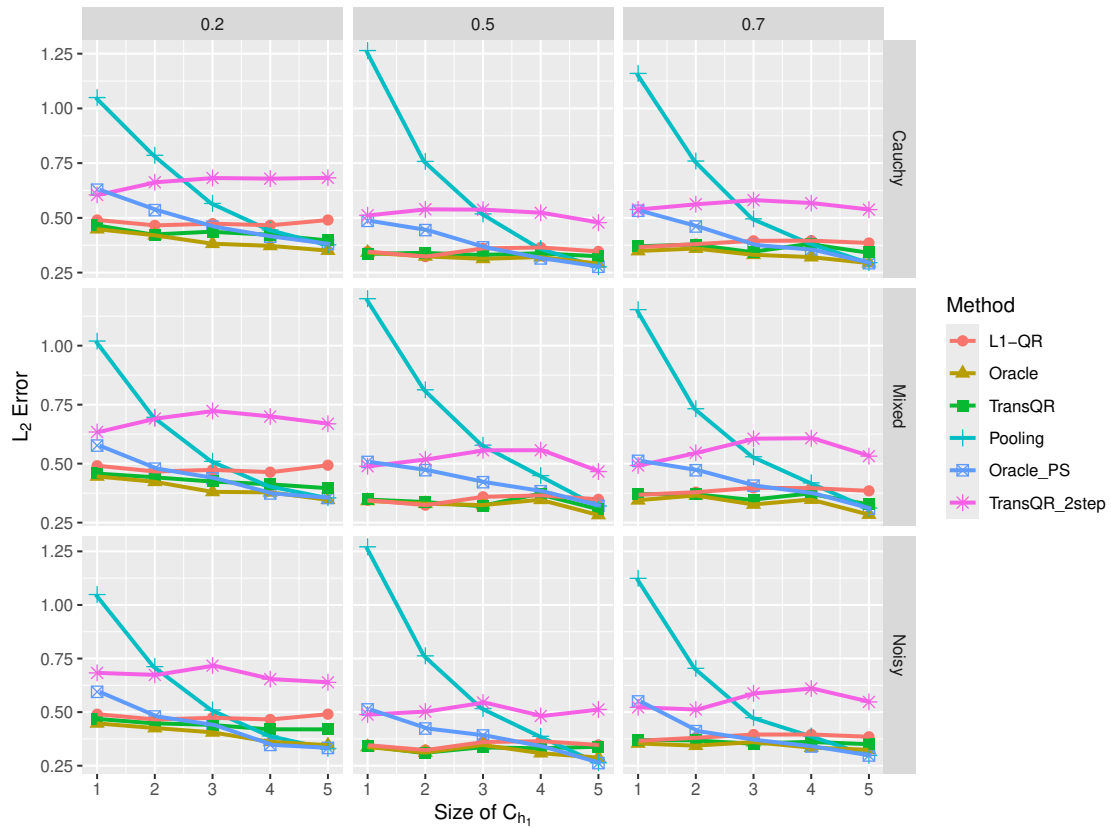 0.2 0.5 0.7
1.25
1.00
0.75
0.50
0.25
Cauchy
1.00
0.75
0.50
0.25
Mixed
1.25
1.00
0.75
0.50
0.25
Noisy
1 2 3 4 5 1 2 3 4 5 1 2 3 4 5
Size of C_h₁
L₂ Error
Method
L1−QR
Oracle
TransQR
Pooling
Oracle_PS
TransQR_2step